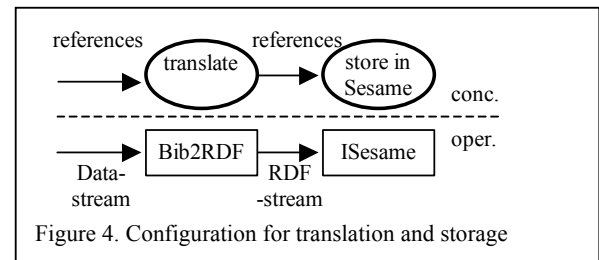 references references
translate
store in
Sesame
conc.
oper.
Bib2RDF ISesame
Data-
stream
RDF
-stream
Figure 4. Configuration for translation and storage